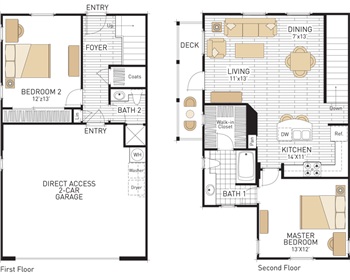 ENTRY
FOYER
Coats
BEDROOM 2
12'x13'
BATH 2
ENTRY
WH
Washer
Dryer
DIRECT ACCESS
2-CAR
GARAGE
First Floor
DECK
DINING
7'x13'
LIVING
11'x13'
Walk-in
Closet
DW
Ref.
KITCHEN
14'X11'
BATH 1
MASTER
BEDROOM
13'X12'
Second Floor